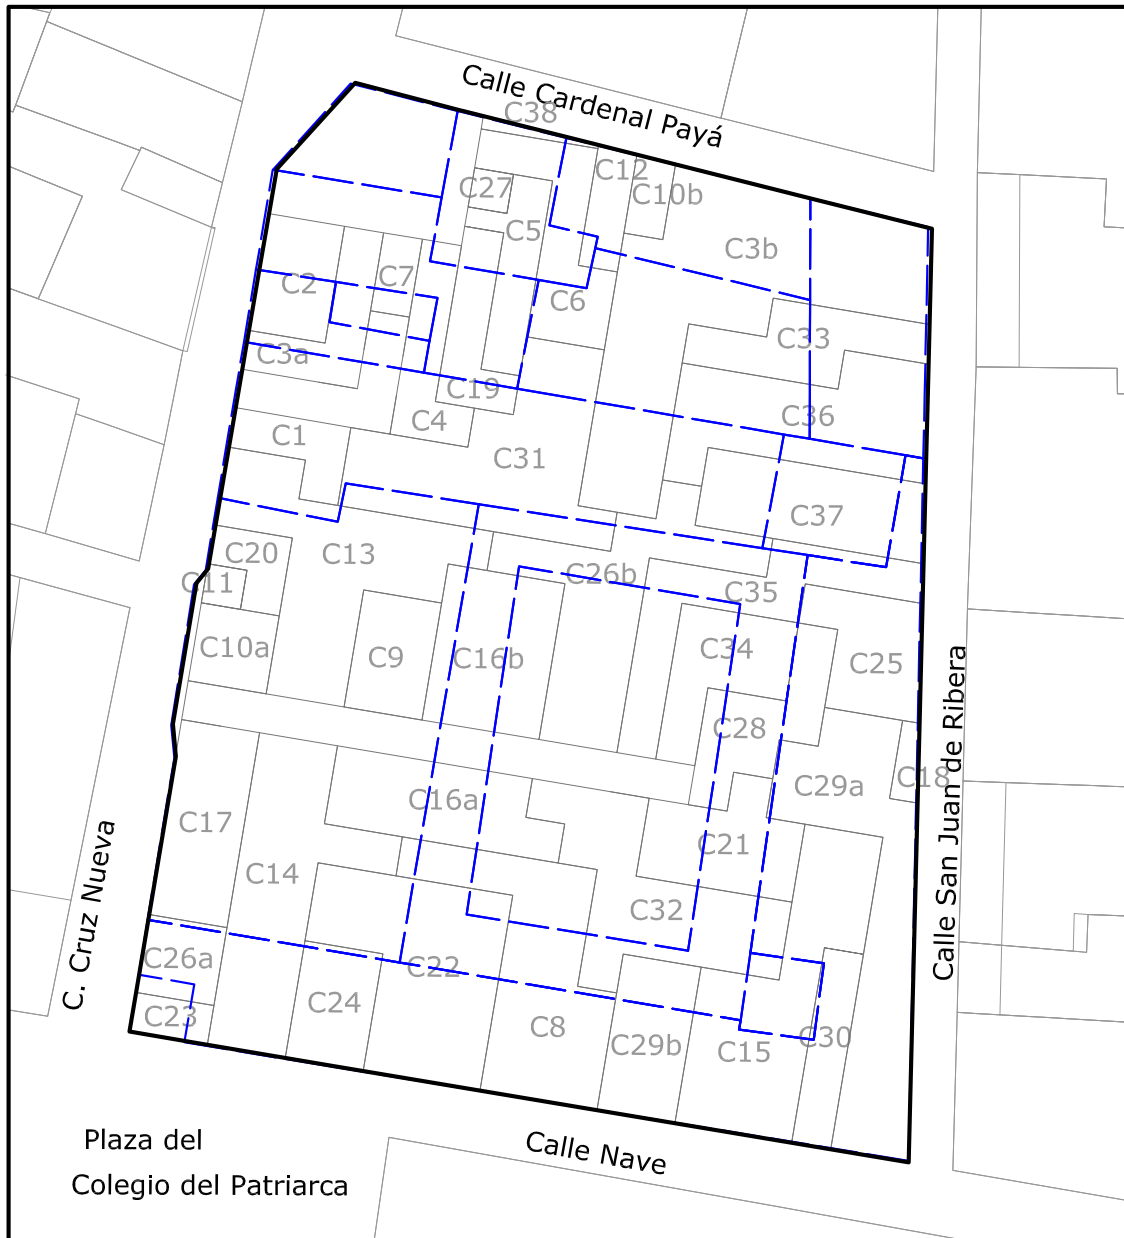 Calle Cardenal Payá
C38
C12
C27
C10b
C5
C3b
C7
C2
C6
C33
C3a
C19
C36
C4
C1
C31
C37
C13
C20
C26b
C11
C35
C10a
C9
C16b
C34
C25
C28
C18
C29a
C16a
C17
C21
C14
C32
Calle San Juan de Ribera
C. Cruz Nueva
C26a
C22
C24
C23
C8
C29b
C15
C30
Plaza del
Colegio del Patriarca
Calle Nave